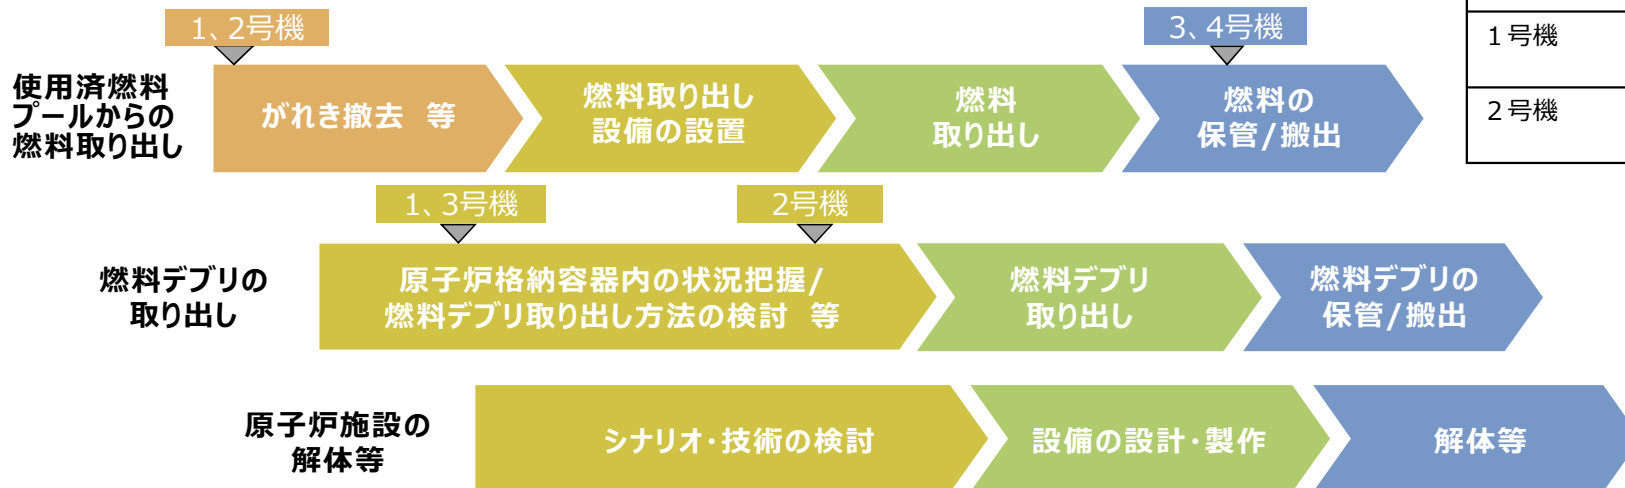 1、2号機
3、4号機
使用済燃料
プールからの
燃料取り出し
がれき撤去 等
燃料取り出し
設備の設置
燃料
取り出し
燃料の
保管/搬出
1号機
2号機
1、3号機
2号機
燃料デブリの
取り出し
原子炉格納容器内の状況把握/
燃料デブリ取り出し方法の検討 等
燃料デブリ
取り出し
燃料デブリの
保管/搬出
原子炉施設の
解体等
シナリオ・技術の検討
設備の設計・製作
解体等